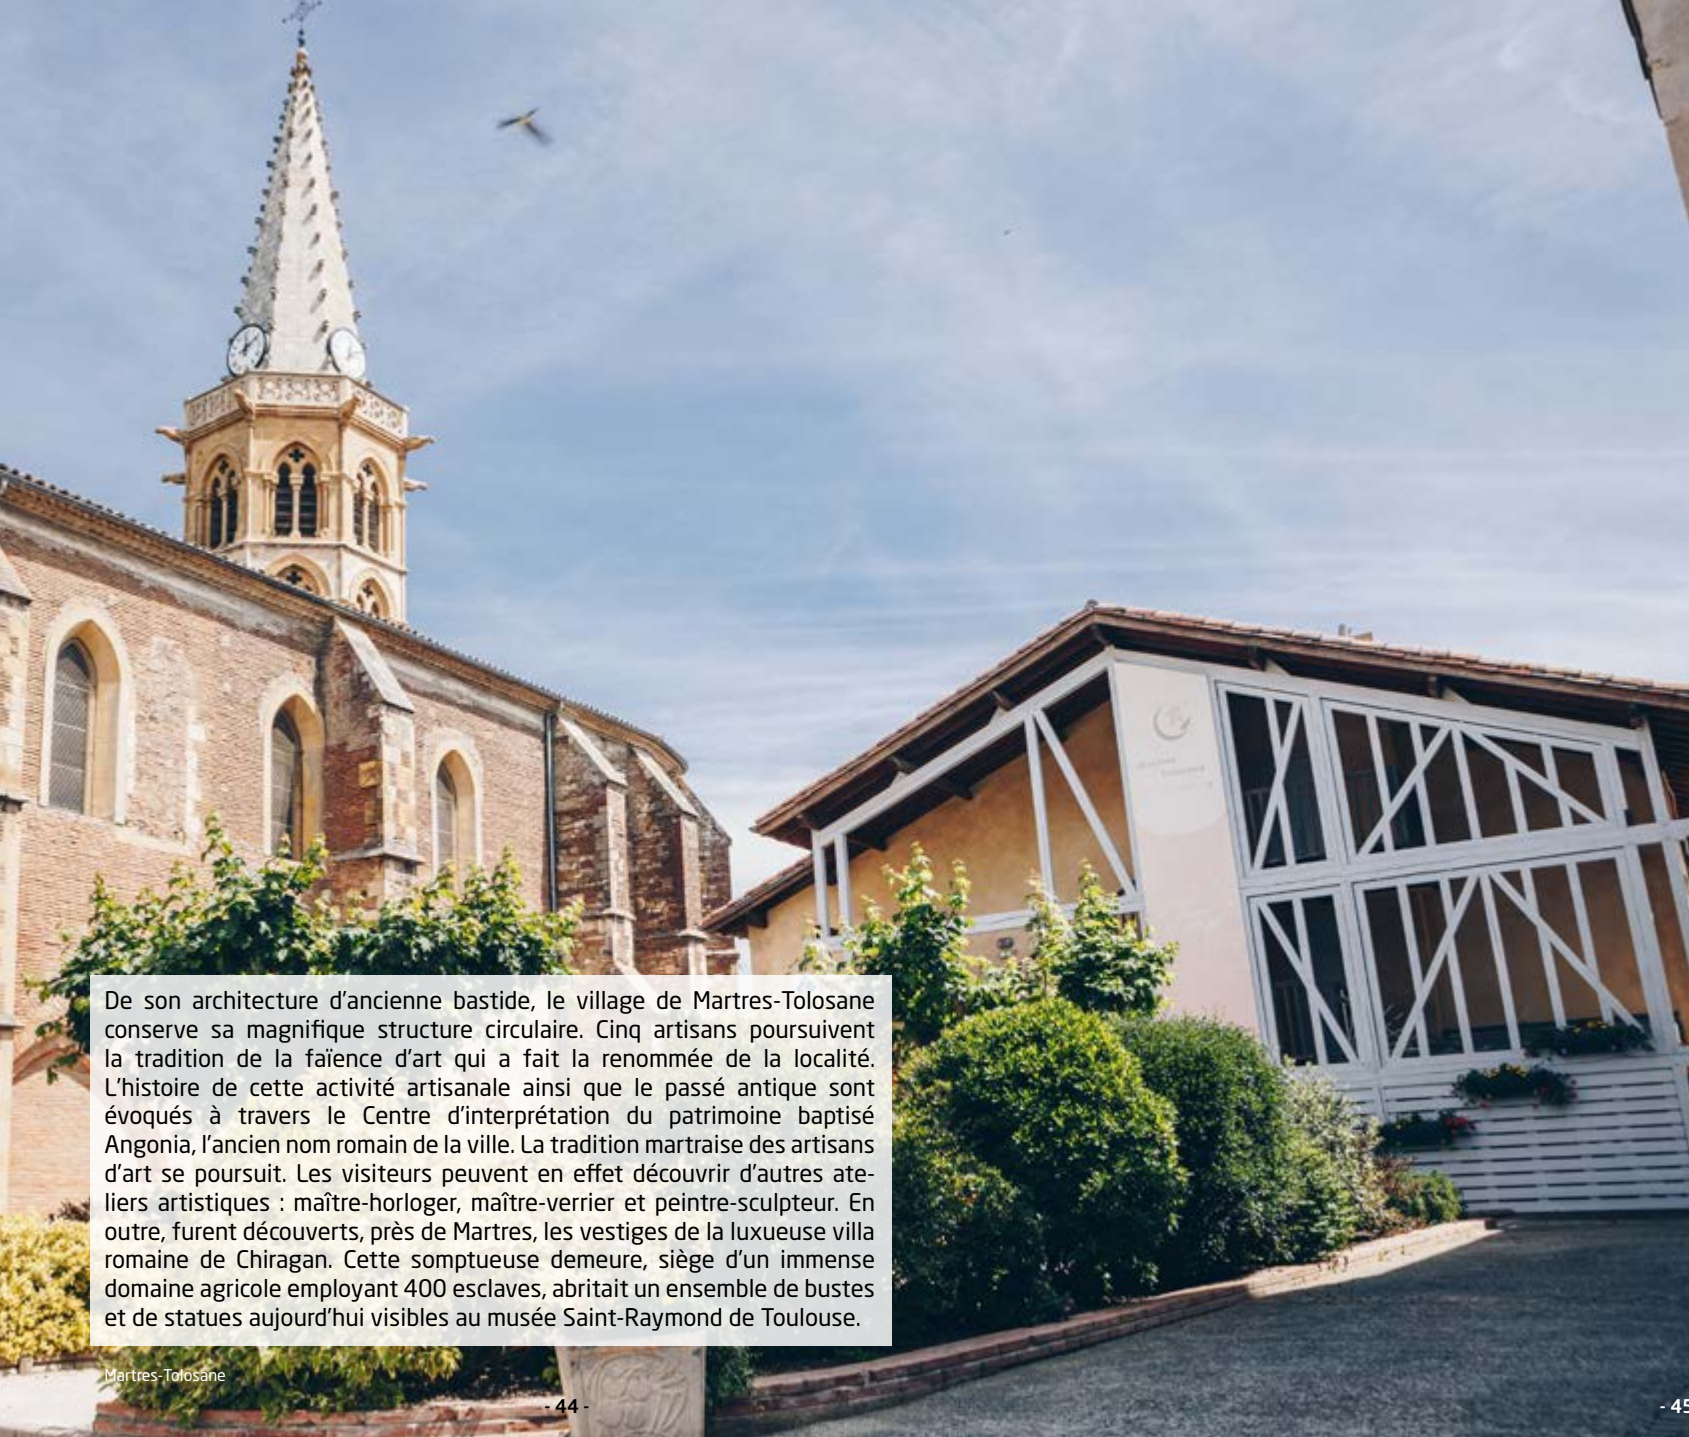 De son architecture d'ancienne bastide, le village de Martres-Tolosane
conserve sa magnifique structure circulaire. Cinq artisans poursuivent
la tradition de la faïence d'art qui a fait la renommée de la localité.
L'histoire de cette activité artisanale ainsi que le passé antique sont
évoqués à travers le Centre d'interprétation du patrimoine baptisé
Angonia, l'ancien nom romain de la ville. La tradition martraise des artisans
d'art se poursuit. Les visiteurs peuvent en effet découvrir d'autres ate-
liers artistiques : maître-horloger, maître-verrier et peintre-sculpteur. En
outre, furent découverts, près de Martres, les vestiges de la luxueuse villa
romaine de Chiragan. Cette somptueuse demeure, siège d'un immense
domaine agricole employant 400 esclaves, abritait un ensemble de bustes
et de statues aujourd'hui visibles au musée Saint-Raymond de Toulouse.
Martres-Tolosane
- 44 -
- 45